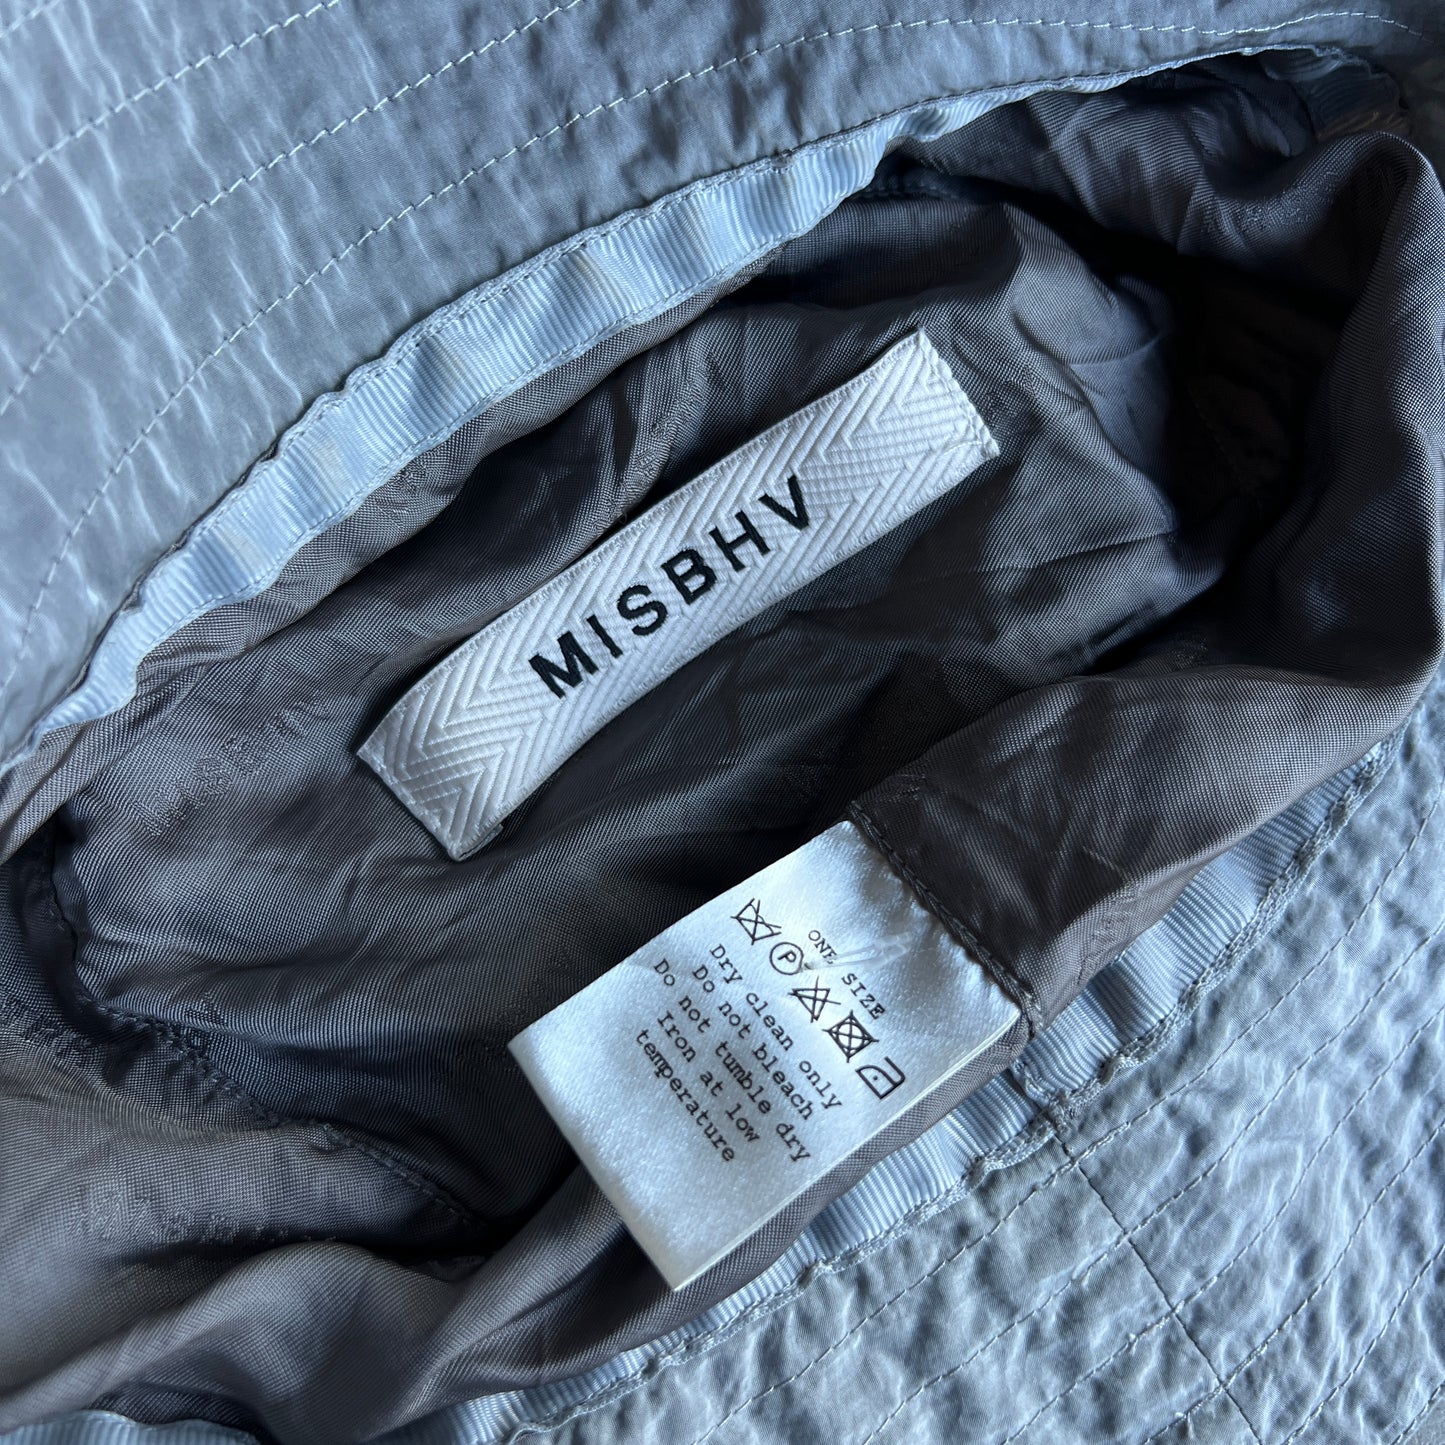 MISBHV
ONE SIZE
P
Dry clean only
Do not bleach
Do not tumble dry
Iron at low
temperature